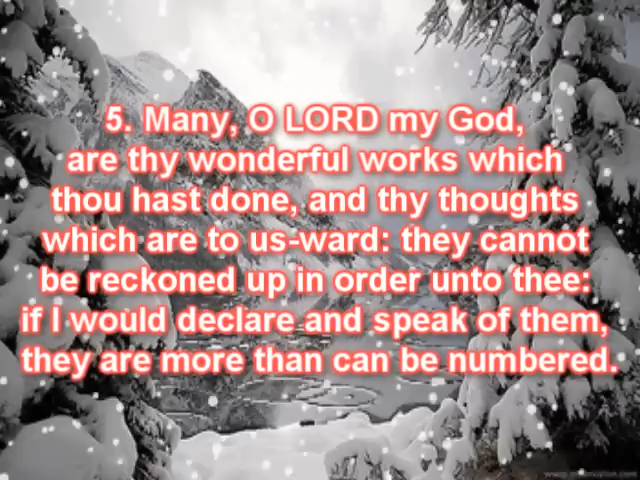 5. Many, O LORD my God,
are thy wonderful works which
thou hast done, and thy thoughts
which are to us-ward: they cannot
be reckoned up in order unto thee:
if I would declare and speak of them,
they are more than can be numbered.